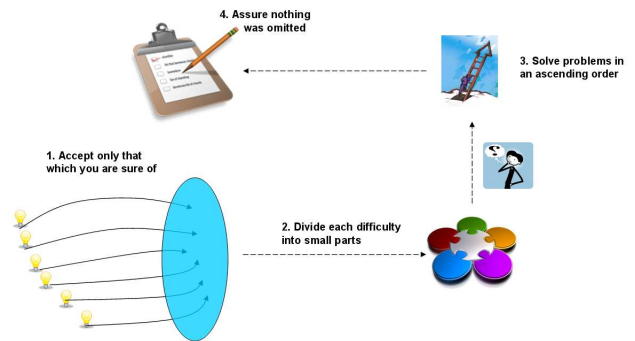 4. Assure nothing
was omitted
3. Solve problems in
an ascending order
1. Accept only that
which you are sure of
2. Divide each difficulty
into small parts